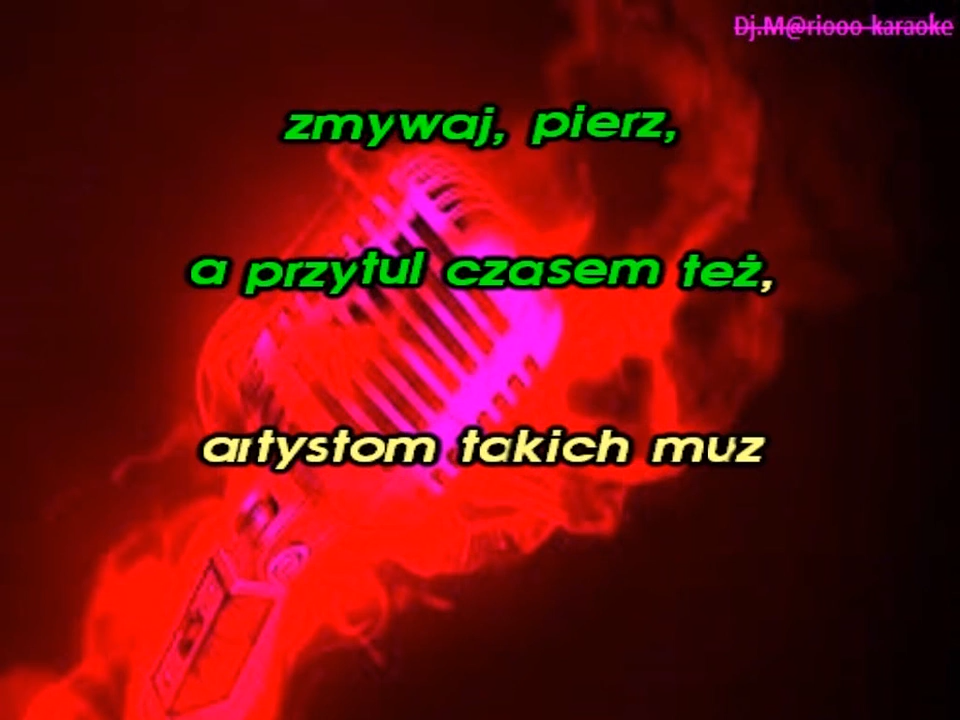 Dj.M@riooo karaoke
zmywaj, pierz,
a przytul czasem też,
artystom takich muz